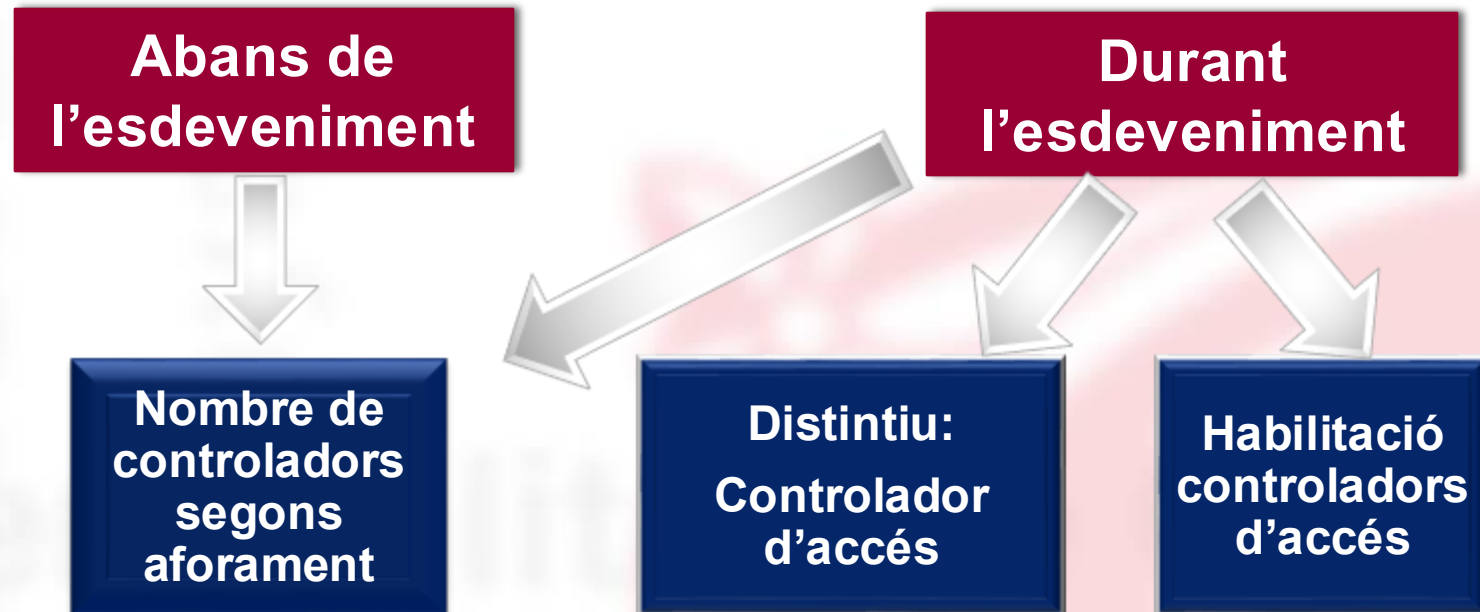 Abans de
l’esdeveniment
Durant
l’esdeveniment
Nombre de
controladors
segons
aforament
Distintiu:
Controlador
d’accés
Habilitació
controladors
d’accés